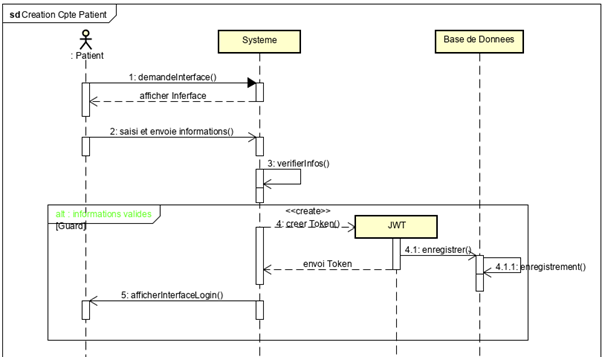 sd Creation Cpte Patient
Systeme
Base de Donnees
: Patient
1: demandeInterface()
afficher Inferface
2: saisi et envoie informations()
3: verifierInfos()
alt : informations valides
[Guard]
<<create>>
4: creer Token()
JWT
4.1: enregistrer()
envoi Token
4.1.1: enregistrement()
5: afficherInterfaceLogin()